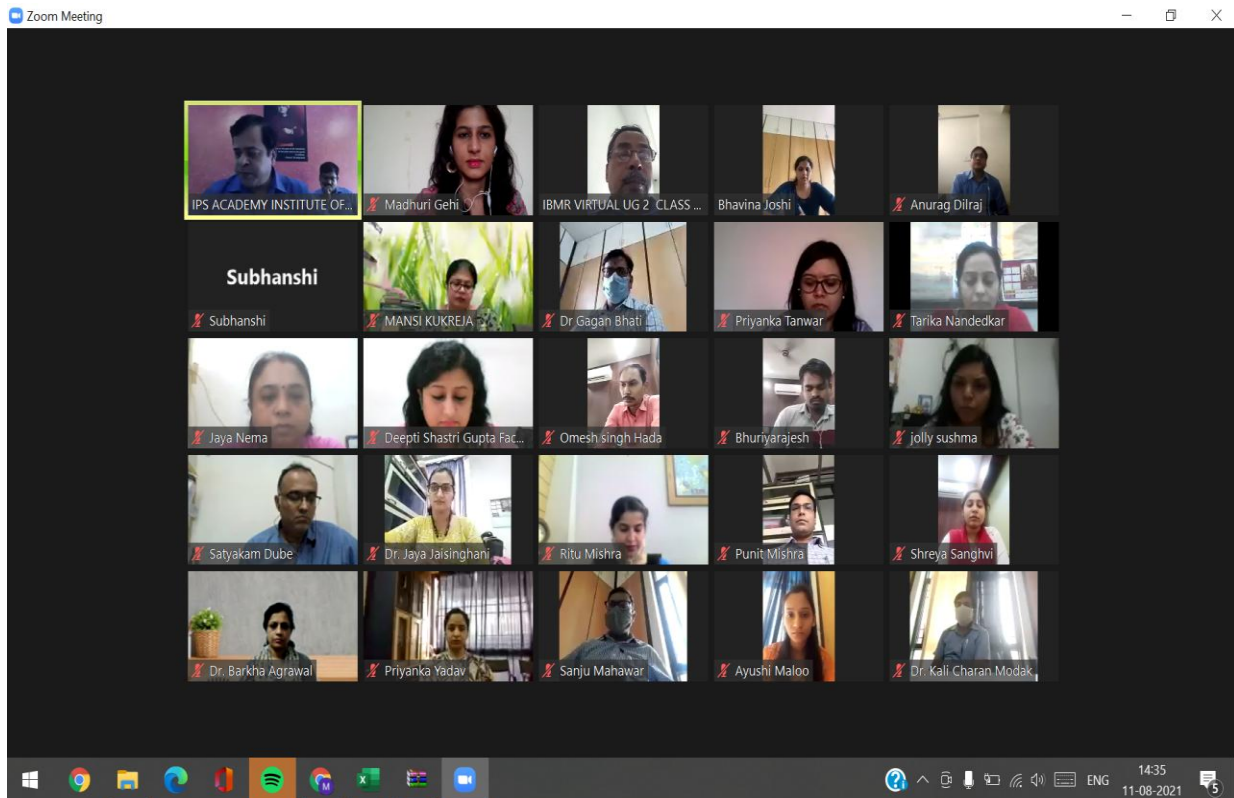 Zoom Meeting
IPS ACADEMY INSTITUTE OF...
Madhuri Gehi
IBMR VIRTUAL UG 2 CLASS ...
Bhavina Joshi
Anurag Dilraj
Subhanshi
Subhanshi
MANSI KUKREJA
Dr Gagan Bhati
Priyanka Tanwar
Tarika Nandedkar
Jaya Nema
Deepti Shastri Gupta Fac...
Omesh singh Hada
Bhuriyarajesh
jolly sushma
Satyakam Dube
Dr. Jaya Jaisinghani
Ritu Mishra
Punit Mishra
Shreya Sanghvi
Dr. Barkha Agrawal
Priyanka Yadav
Sanju Mahawar
Ayushi Maloo
Dr. Kali Charan Modak
ENG
14:35
11-08-2021
5